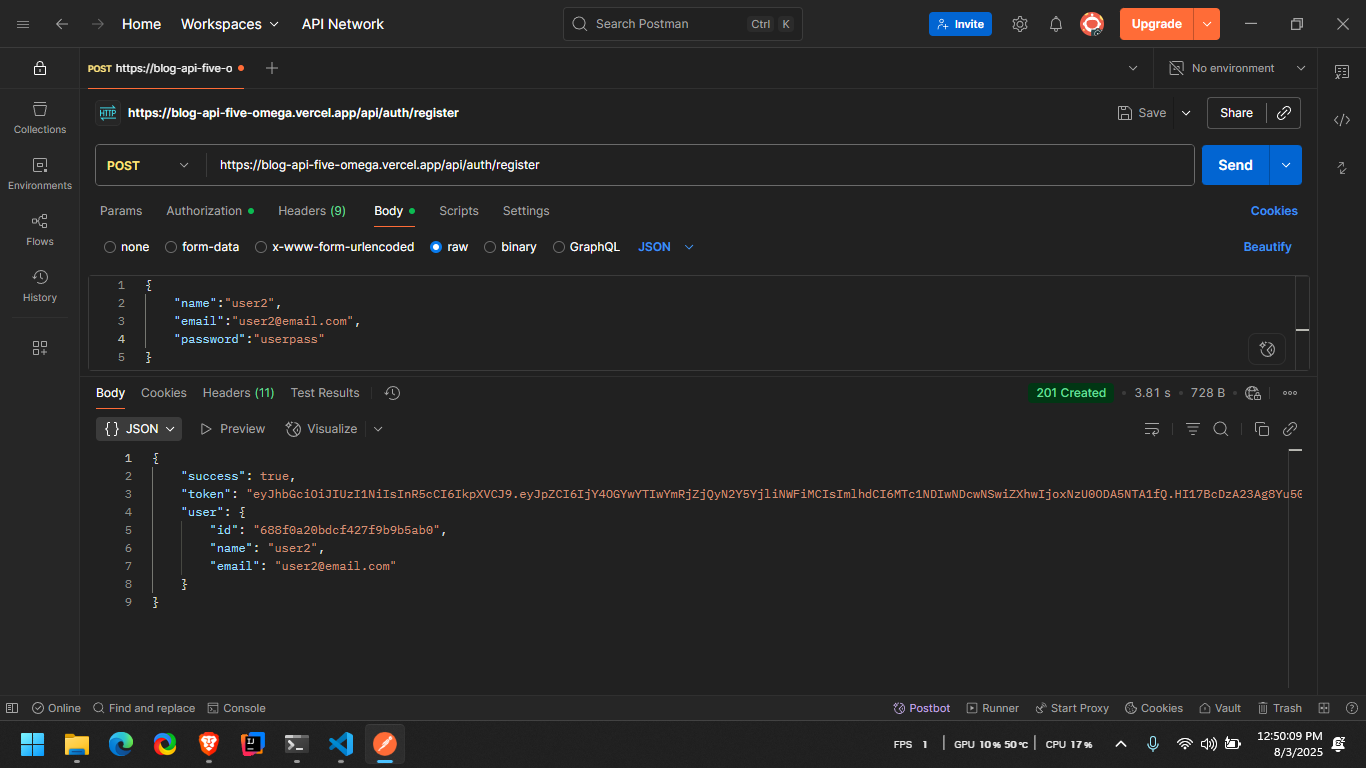 Home Workspaces API Network Search Postman Ctrl K Invite Upgrade
POST https://blog-api-five-o No environment
HTTP https://blog-api-five-omega.vercel.app/api/auth/register Save Share
POST https://blog-api-five-omega.vercel.app/api/auth/register Send
Collections
Environments
Flows
History
Params Authorization Headers (9) Body Scripts Settings Cookies
none form-data x-www-form-urlencoded raw binary GraphQL JSON Beautify
1 {
2 "name":"user2",
3 "email":"user2@email.com",
4 "password":"userpass"
5 }
Body Cookies Headers (11) Test Results 201 Created • 3.81 s • 728 B
{} JSON Preview Visualize
1 {
2 "success": true,
3 "token": "eyJhbGciOiJIUzI1NiIsInR5cCI6IkpXVCJ9.eyJpZCI6IjY4OGYwYTIwYmRjZjQyN2Y5YjliNWFiMCIsImlhdCI6MTc1NDIwNDcwNSwiZXhwIjoxNzU0ODA5NTA1fQ.HI17BcDzA23Ag8Yu5G
4 "user": {
5 "id": "688f0a20bdcf427f9b9b5ab0",
6 "name": "user2",
7 "email": "user2@email.com"
8 }
9 }
Online Find and replace Console Postbot Runner Start Proxy Cookies Vault Trash
FPS 1 GPU 10% 50°C CPU 17% 12:50:09 PM
8/3/2025